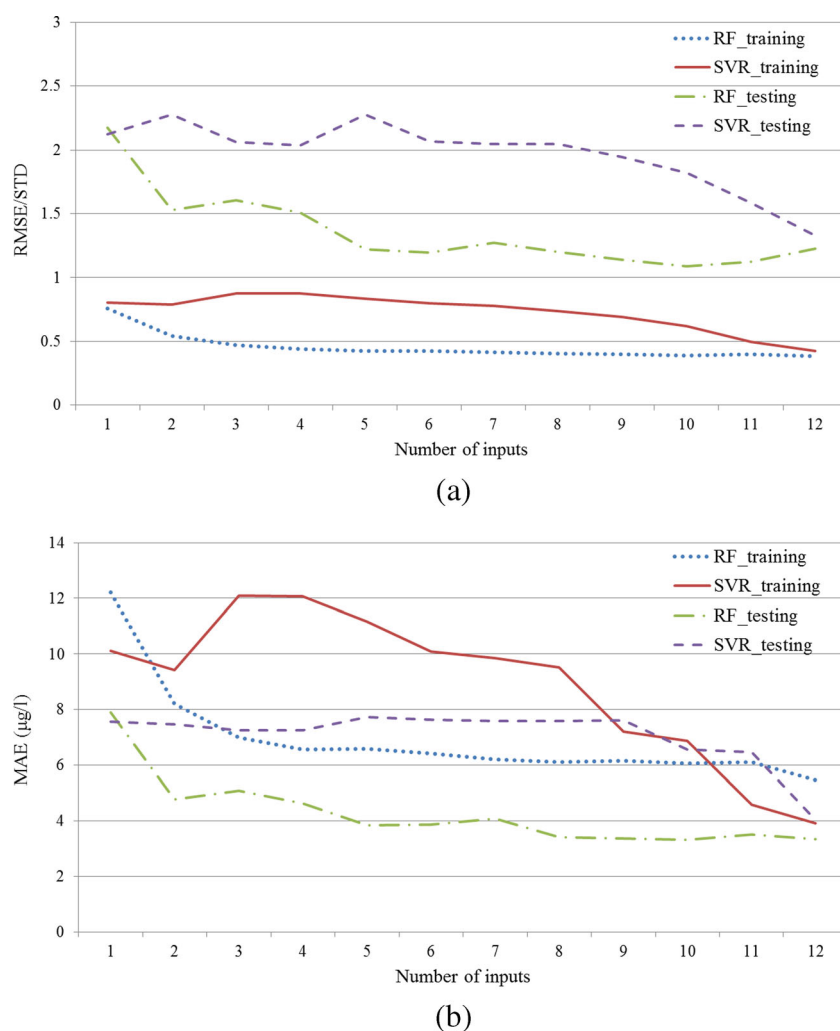 3
2.5
2
1.5
1
0.5
0
RMSE/STD
RF_training
SVR_training
RF_testing
SVR_testing
1 2 3 4 5 6 7 8 9 10 11 12
Number of inputs
(a)
14
12
10
8
6
4
2
0
MAE (µg/l)
RF_training
SVR_training
RF_testing
SVR_testing
1 2 3 4 5 6 7 8 9 10 11 12
Number of inputs
(b)